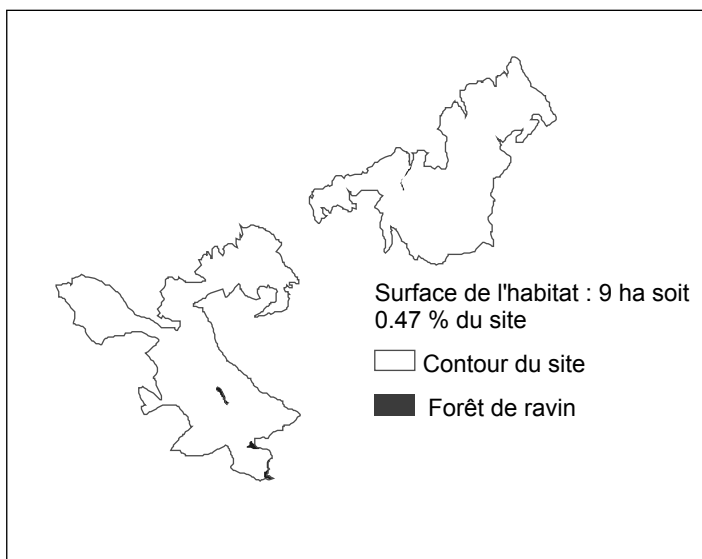 Surface de l'habitat : 9 ha soit
0.47 % du site
Contour du site
Forêt de ravin